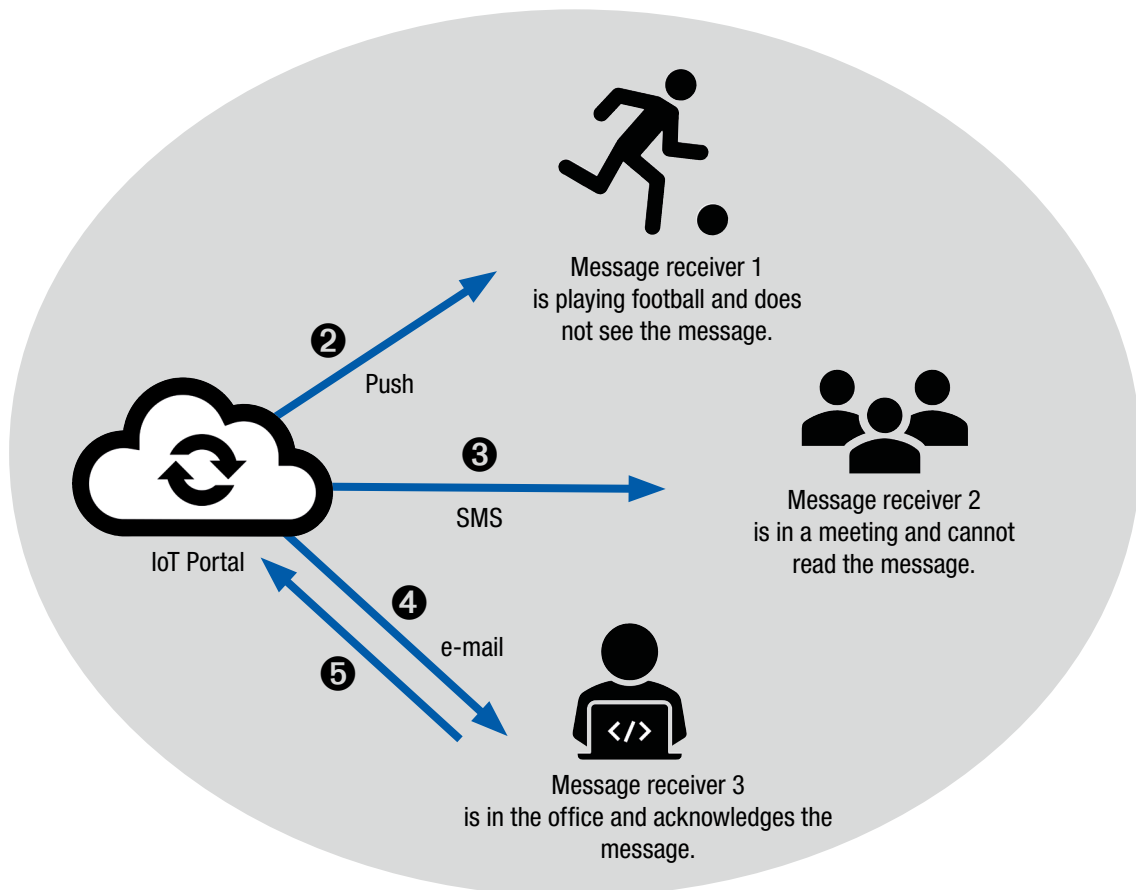 Message receiver 1
is playing football and does
not see the message.
❷
Push
❸
SMS
Message receiver 2
is in a meeting and cannot
read the message.
IoT Portal
❹
e-mail
❺
</>
Message receiver 3
is in the office and acknowledges the
message.